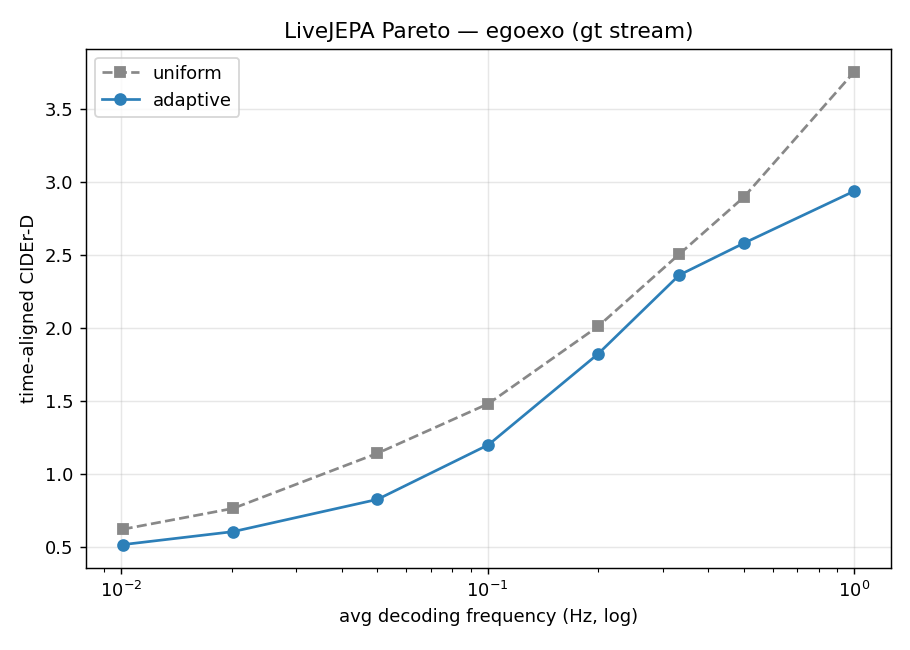 LiveJEPA Pareto — egoexo (gt stream)
uniform
adaptive
time-aligned CIDEr-D
3.5
3.0
2.5
2.0
1.5
1.0
0.5
10⁻² 10⁻¹ 10⁰
avg decoding frequency (Hz, log)